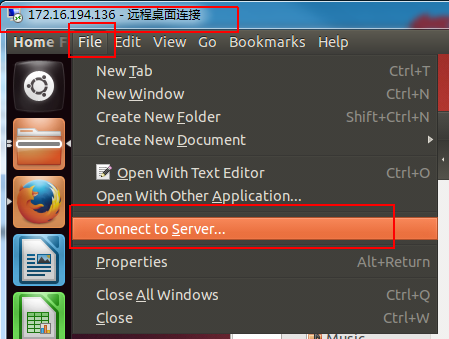 172.16.194.136 - 远程桌面连接
Home F File Edit View Go Bookmarks Help
New Tab Ctrl+T
New Window Ctrl+N
Create New Folder Shift+Ctrl+N
Create New Document
Open With Text Editor Ctrl+O
Open With Other Application...
Connect to Server...
Properties Alt+Return
Close All Windows Ctrl+Q
Close Ctrl+W
Music